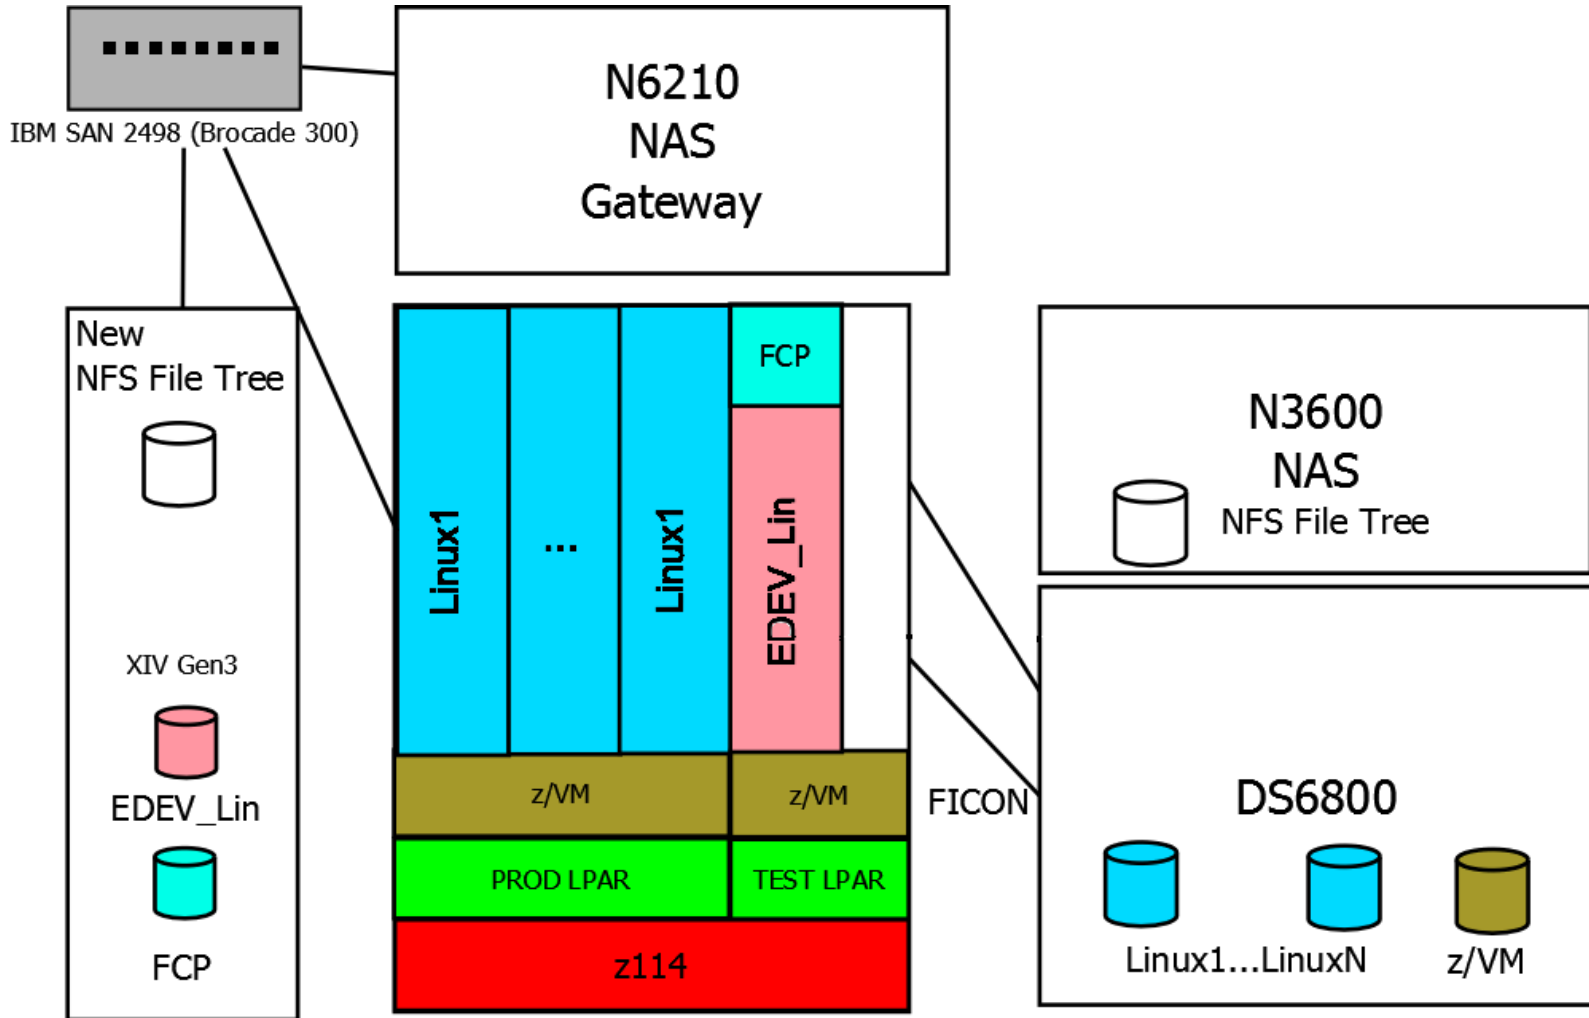 IBM SAN 2498 (Brocade 300)
N6210
NAS
Gateway
New
NFS File Tree
XIV Gen3
EDEV_Lin
FCP
Linux1
...
Linux1
FCP
EDEV_Lin
z/VM
z/VM
PROD LPAR
TEST LPAR
z114
FICON
N3600
NAS
NFS File Tree
DS6800
Linux1...LinuxN
z/VM